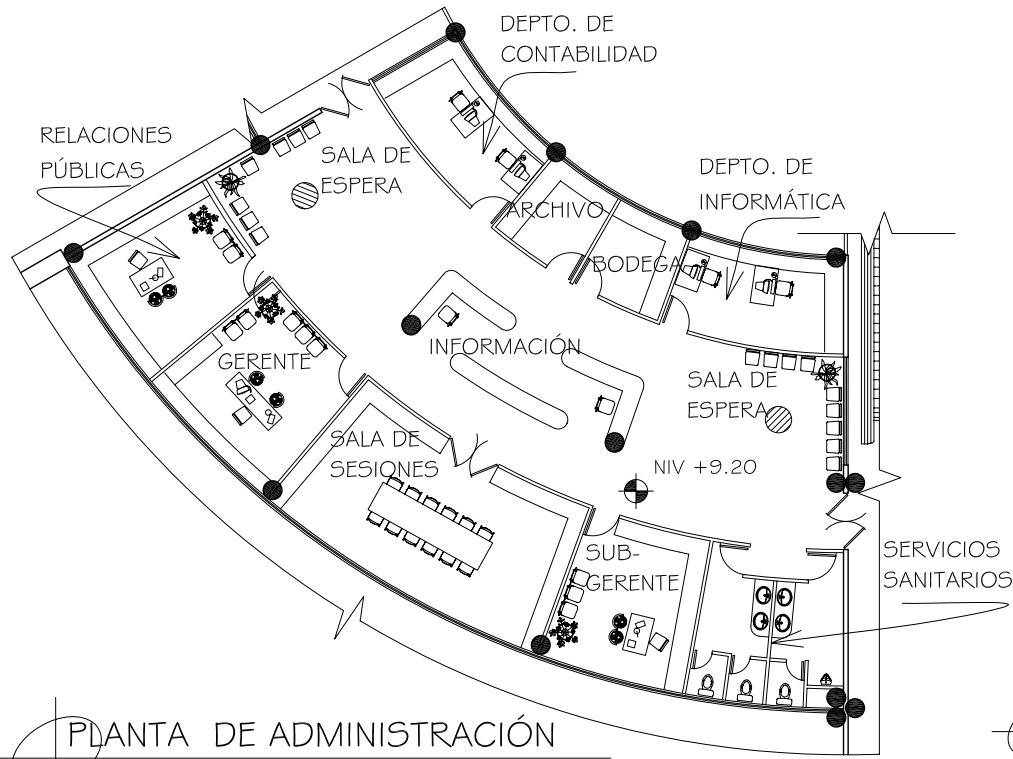 DEPTO. DE
CONTABILIDAD
RELACIONES
PÚBLICAS
SALA DE
ESPERA
DEPTO. DE
INFORMÁTICA
ARCHIVO
BODEGA
INFORMACIÓN
GERENTE
SALA DE
ESPERA
SALA DE
SESIONES
NIV +9.20
SUB-
GERENTE
SERVICIOS
SANITARIOS
PLANTA DE ADMINISTRACIÓN